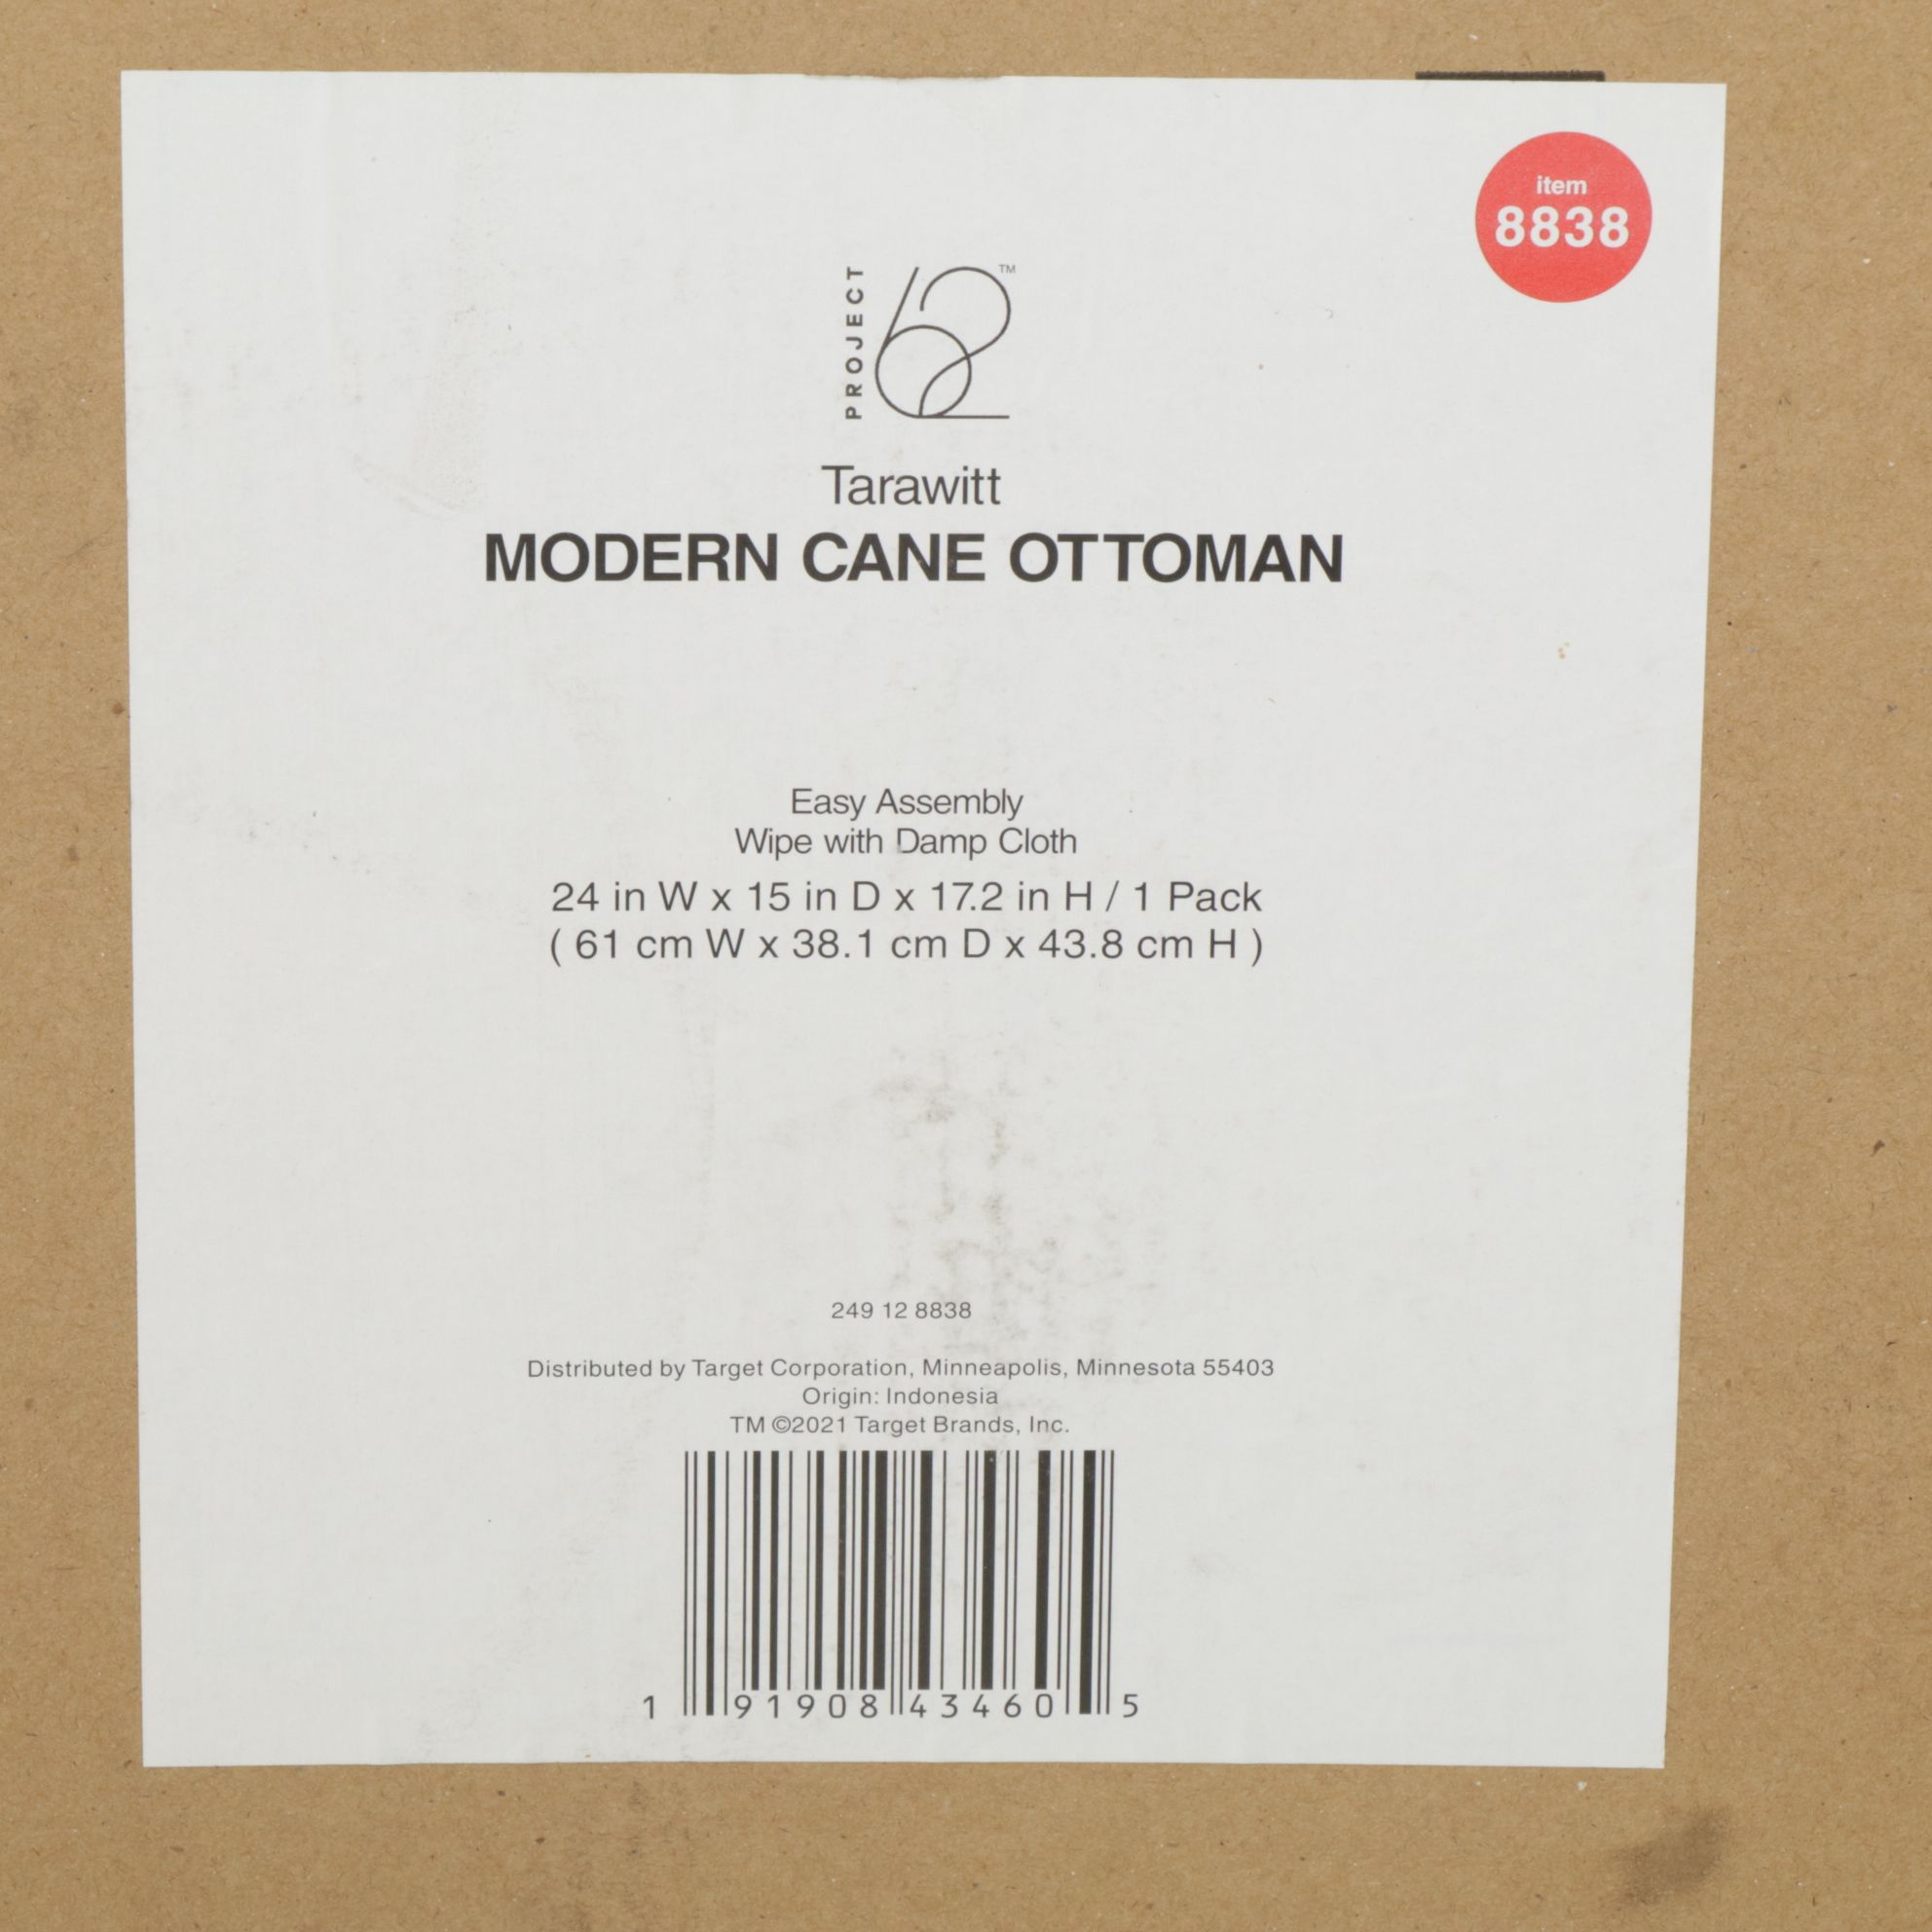 item
8838
PROJECT 62™
Tarawitt
MODERN CANE OTTOMAN
Easy Assembly
Wipe with Damp Cloth
24 in W x 15 in D x 17.2 in H / 1 Pack
( 61 cm W x 38.1 cm D x 43.8 cm H )
249 12 8838
Distributed by Target Corporation, Minneapolis, Minnesota 55403
Origin: Indonesia
TM ©2021 Target Brands, Inc.
1 91908 43460 5